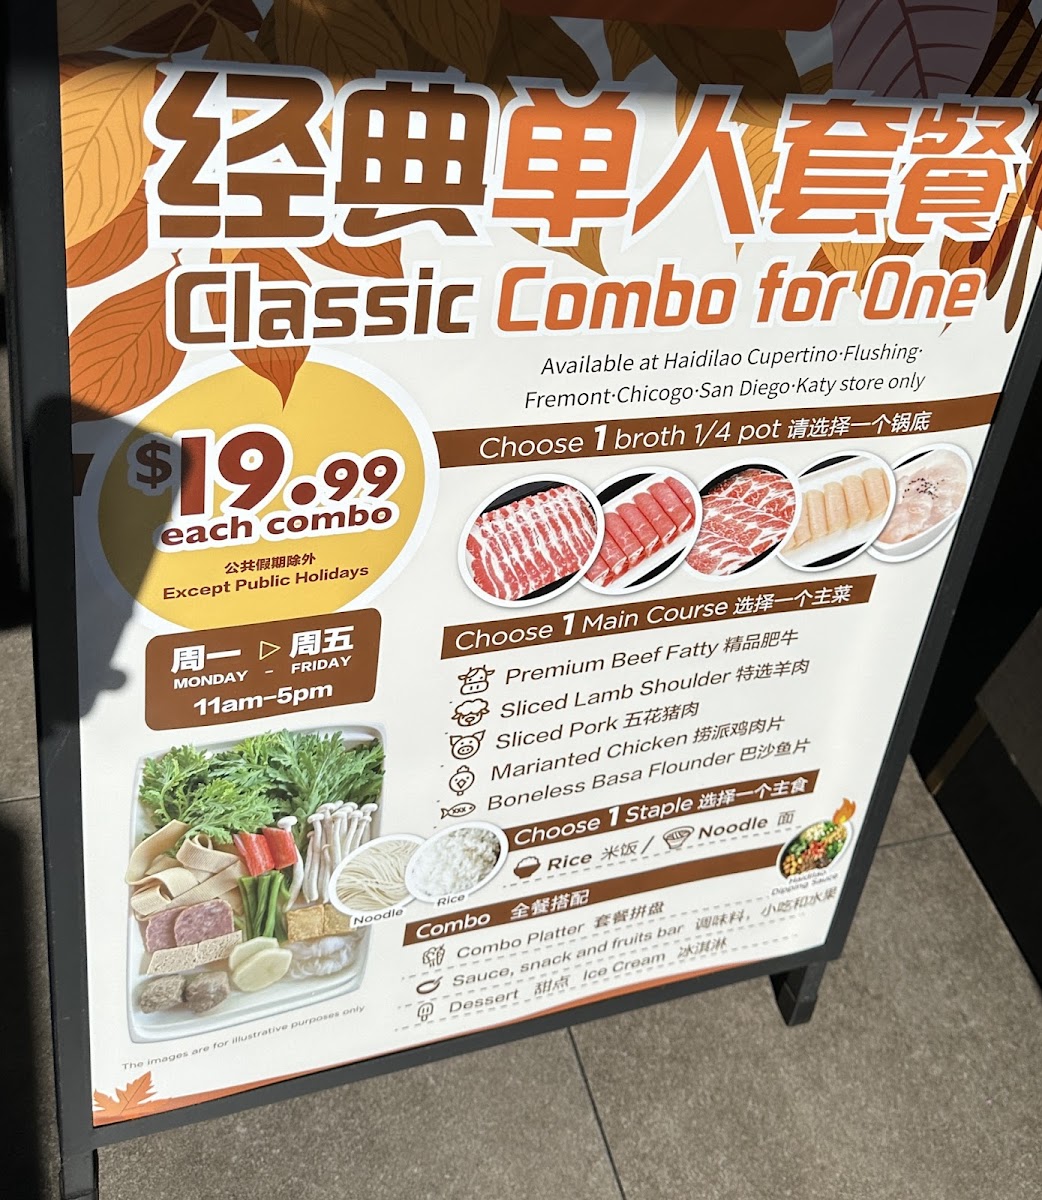 经典单人套餐
Classic Combo for One
Available at Haidilao Cupertino·Flushing·
Fremont·Chicogo·San Diego·Katy store only
$19.99
each combo
公共假期除外
Except Public Holidays
周一 ▷ 周五
MONDAY - FRIDAY
11am-5pm
Choose 1 broth 1/4 pot 请选择一个锅底
Choose 1 Main Course 选择一个主菜
Premium Beef Fatty 精品肥牛
Sliced Lamb Shoulder 特选羊肉
Sliced Pork 五花猪肉
Marianted Chicken 捞派鸡肉片
Boneless Basa Flounder 巴沙鱼片
Choose 1 Staple 选择一个主食
Rice 米饭 / Noodle 面
Noodle
Rice
Haidilao
Dipping Sauce
Combo 全餐搭配
Combo Platter 套餐拼盘
Sauce, snack and fruits bar 调味料，小吃和水果
Dessert 甜点 Ice Cream 冰淇淋
The images are for illustrative purposes only